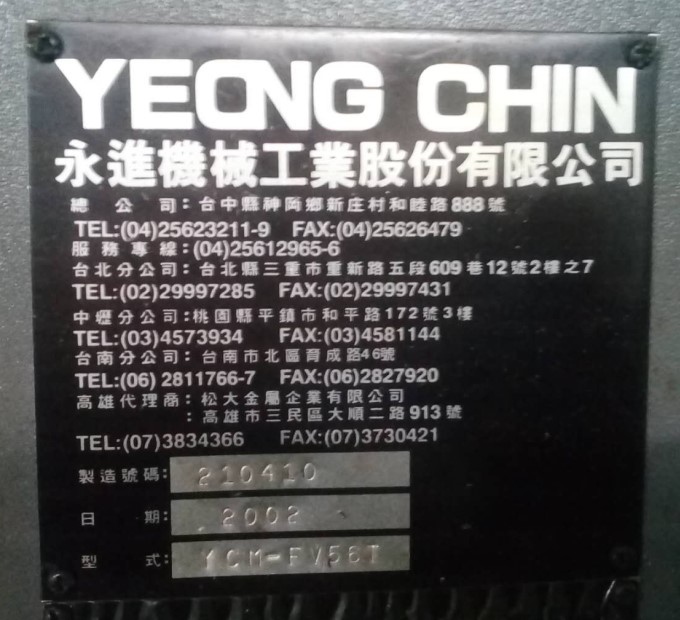 YEONG CHIN
永進機械工業股份有限公司
總公司:台中縣神岡鄉新庄村和睦路888號
TEL:(04)25623211-9 FAX:(04)25626479
服務專線:(04)25612965-6
台北分公司:台北縣三重市重新路五段609巷12號2樓之7
TEL:(02)29997285 FAX:(02)29997431
中壢分公司:桃園縣平鎮市和平路172號3樓
TEL:(03)4573934 FAX:(03)4581144
台南分公司:台南市北區育成路46號
TEL:(06) 2811766-7 FAX:(06)2827920
高雄代理商:松大金屬企業有限公司
:高雄市三民區大順二路913號
TEL:(07)3834366 FAX:(07)3730421
製造號碼:210410
日期:2002
型式:YCM-FV56T